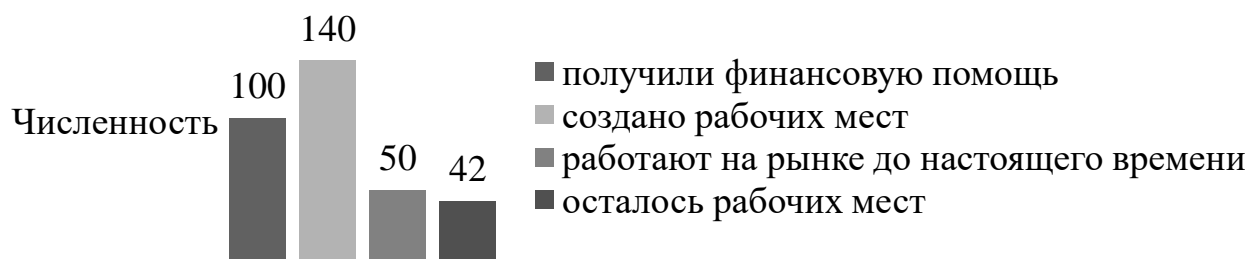 140
100
Численность
50
42
получили финансовую помощь
создано рабочих мест
работают на рынке до настоящего времени
осталось рабочих мест